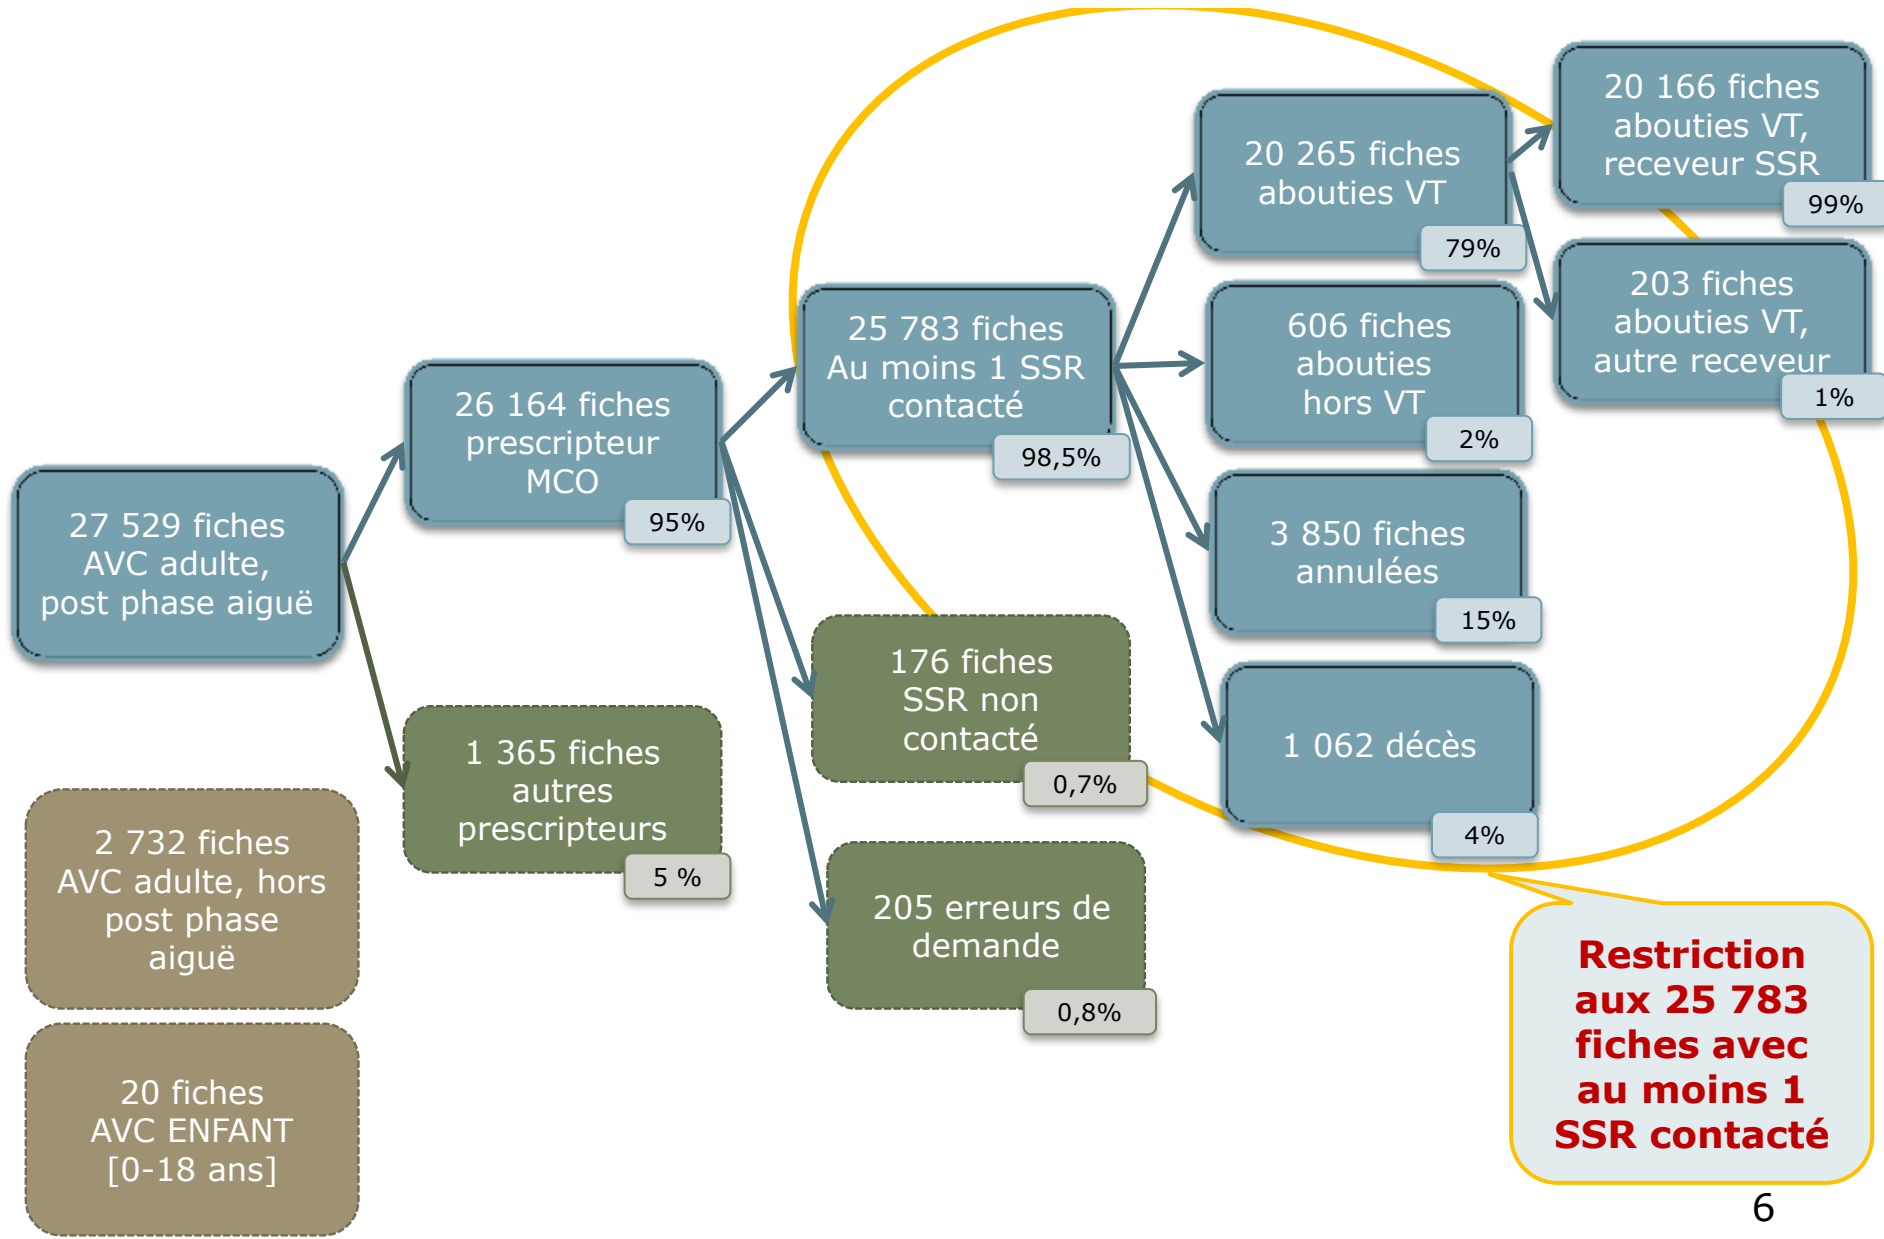 27 529 fiches
AVC adulte,
post phase aiguë
2 732 fiches
AVC adulte, hors
post phase
aiguë
20 fiches
AVC ENFANT
[0-18 ans]
26 164 fiches
prescripteur
MCO
95%
1 365 fiches
autres
prescripteurs
5 %
25 783 fiches
Au moins 1 SSR
contacté
98,5%
176 fiches
SSR non
contacté
0,7%
205 erreurs de
demande
0,8%
20 265 fiches
abouties VT
79%
606 fiches
abouties
hors VT
2%
3 850 fiches
annulées
15%
1 062 décès
4%
20 166 fiches
abouties VT,
receveur SSR
99%
203 fiches
abouties VT,
autre receveur
1%
Restriction
aux 25 783
fiches avec
au moins 1
SSR contacté
6